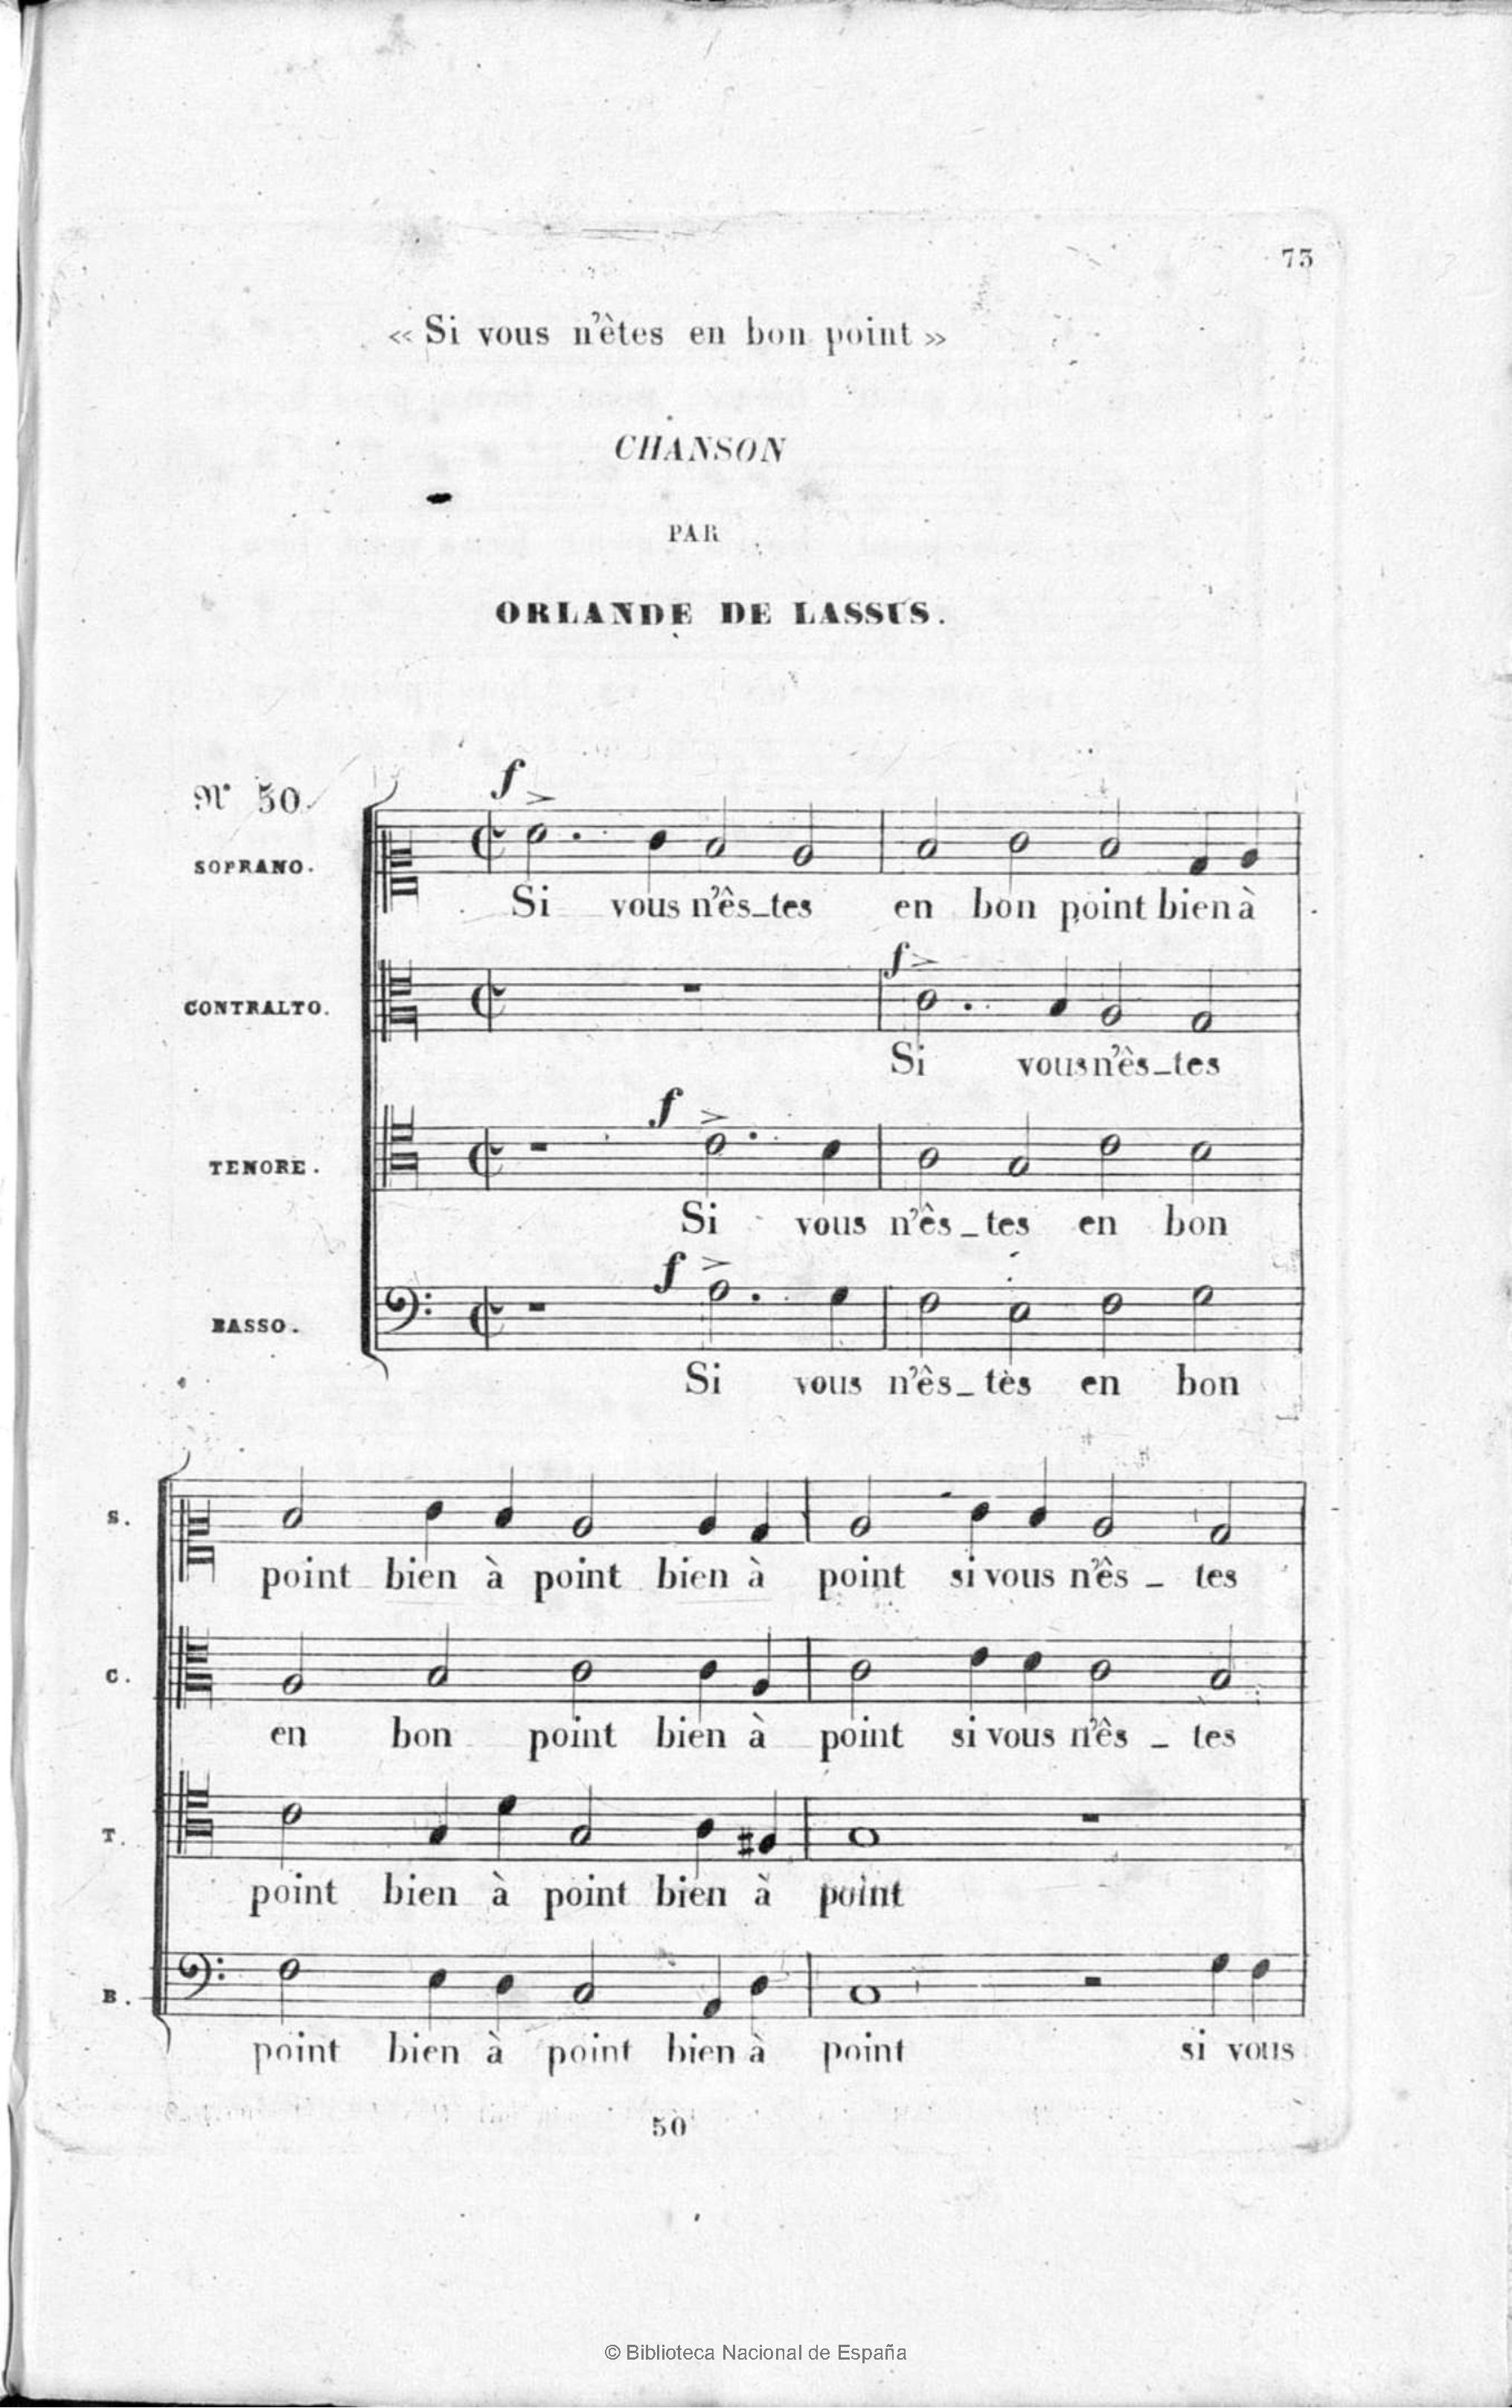 73
« Si vous n'êtes en bon point »
CHANSON
PAR
ORLANDE DE LASSUS.
Nr 50.
SOPRANO.
f
Si vous n'ês_tes en bon point bien à
CONTRALTO.
f
Si vous n'ês_tes
TENORE.
f
Si vous n'ês_tes en bon
BASSO.
f
Si vous n'ês_tès en bon
S.
point bien à point bien à point si vous n'ês _ tes
C.
en bon point bien à point si vous n'ês _ tes
T.
point bien à point bien à point
B.
point bien à point bien à point si vous
50
© Biblioteca Nacional de España